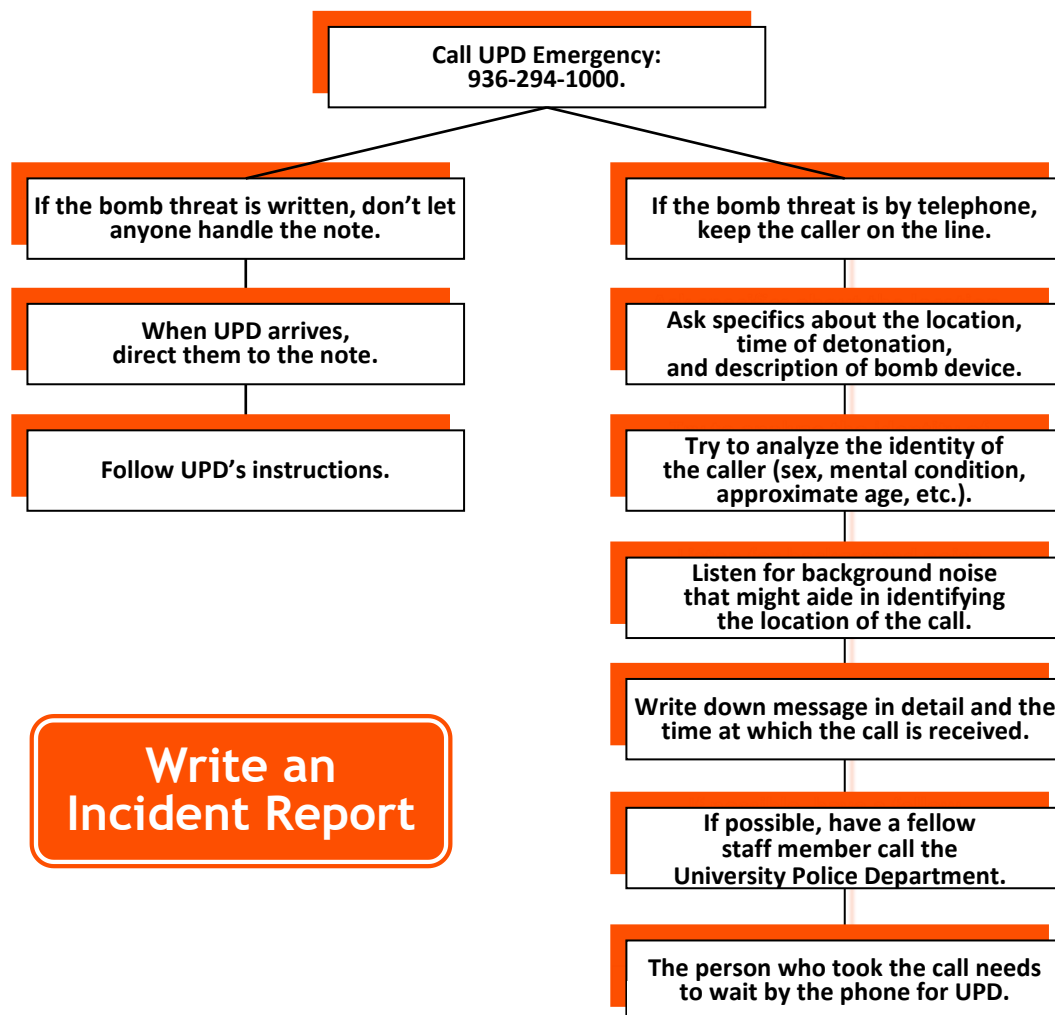 Call UPD Emergency:
936-294-1000.
If the bomb threat is written, don’t let
anyone handle the note.
When UPD arrives,
direct them to the note.
Follow UPD’s instructions.
If the bomb threat is by telephone,
keep the caller on the line.
Ask specifics about the location,
time of detonation,
and description of bomb device.
Try to analyze the identity of
the caller (sex, mental condition,
approximate age, etc.).
Listen for background noise
that might aide in identifying
the location of the call.
Write down message in detail and the
time at which the call is received.
If possible, have a fellow
staff member call the
University Police Department.
The person who took the call needs
to wait by the phone for UPD.
Write an
Incident Report